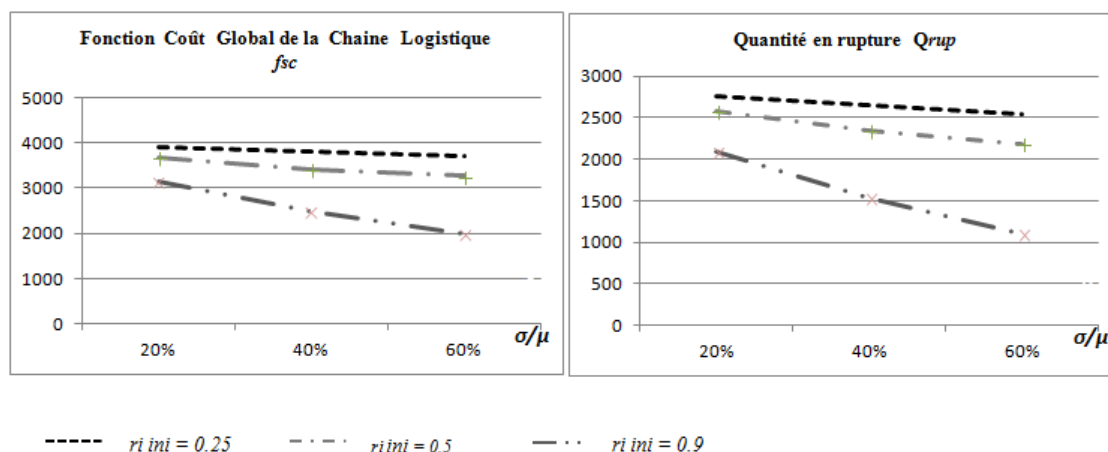 Fonction Coût Global de la Chaine Logistique
fsc
5000
4000
3000
2000
1000
0
20%
40%
60%
σ/μ
Quantité en rupture Qrup
3000
2500
2000
1500
1000
500
0
20%
40%
60%
σ/μ
ri ini = 0.25
ri ini = 0.5
ri ini = 0.9